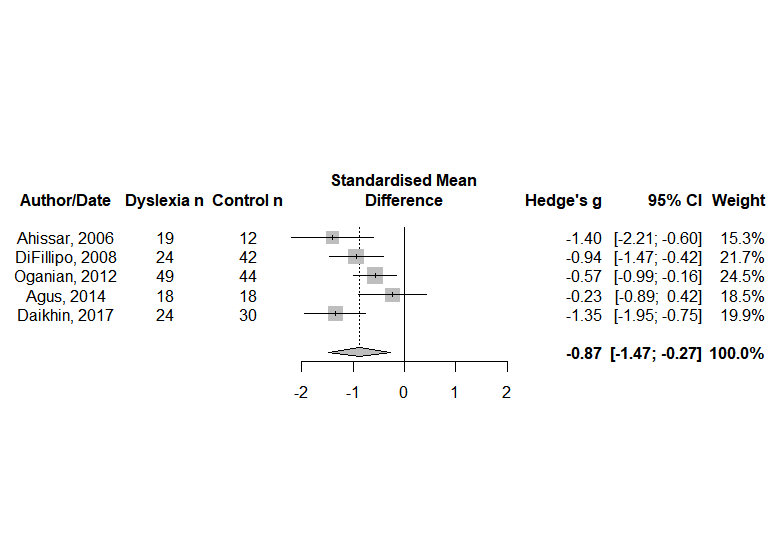 Standardised Mean
Author/Date Dyslexia n Control n Difference Hedge's g 95% CI Weight
Ahissar, 2006 19 12 -1.40 [-2.21; -0.60] 15.3%
DiFillipo, 2008 24 42 -0.94 [-1.47; -0.42] 21.7%
Oganian, 2012 49 44 -0.57 [-0.99; -0.16] 24.5%
Agus, 2014 18 18 -0.23 [-0.89; 0.42] 18.5%
Daikhin, 2017 24 30 -1.35 [-1.95; -0.75] 19.9%
-0.87 [-1.47; -0.27] 100.0%
-2 -1 0 1 2